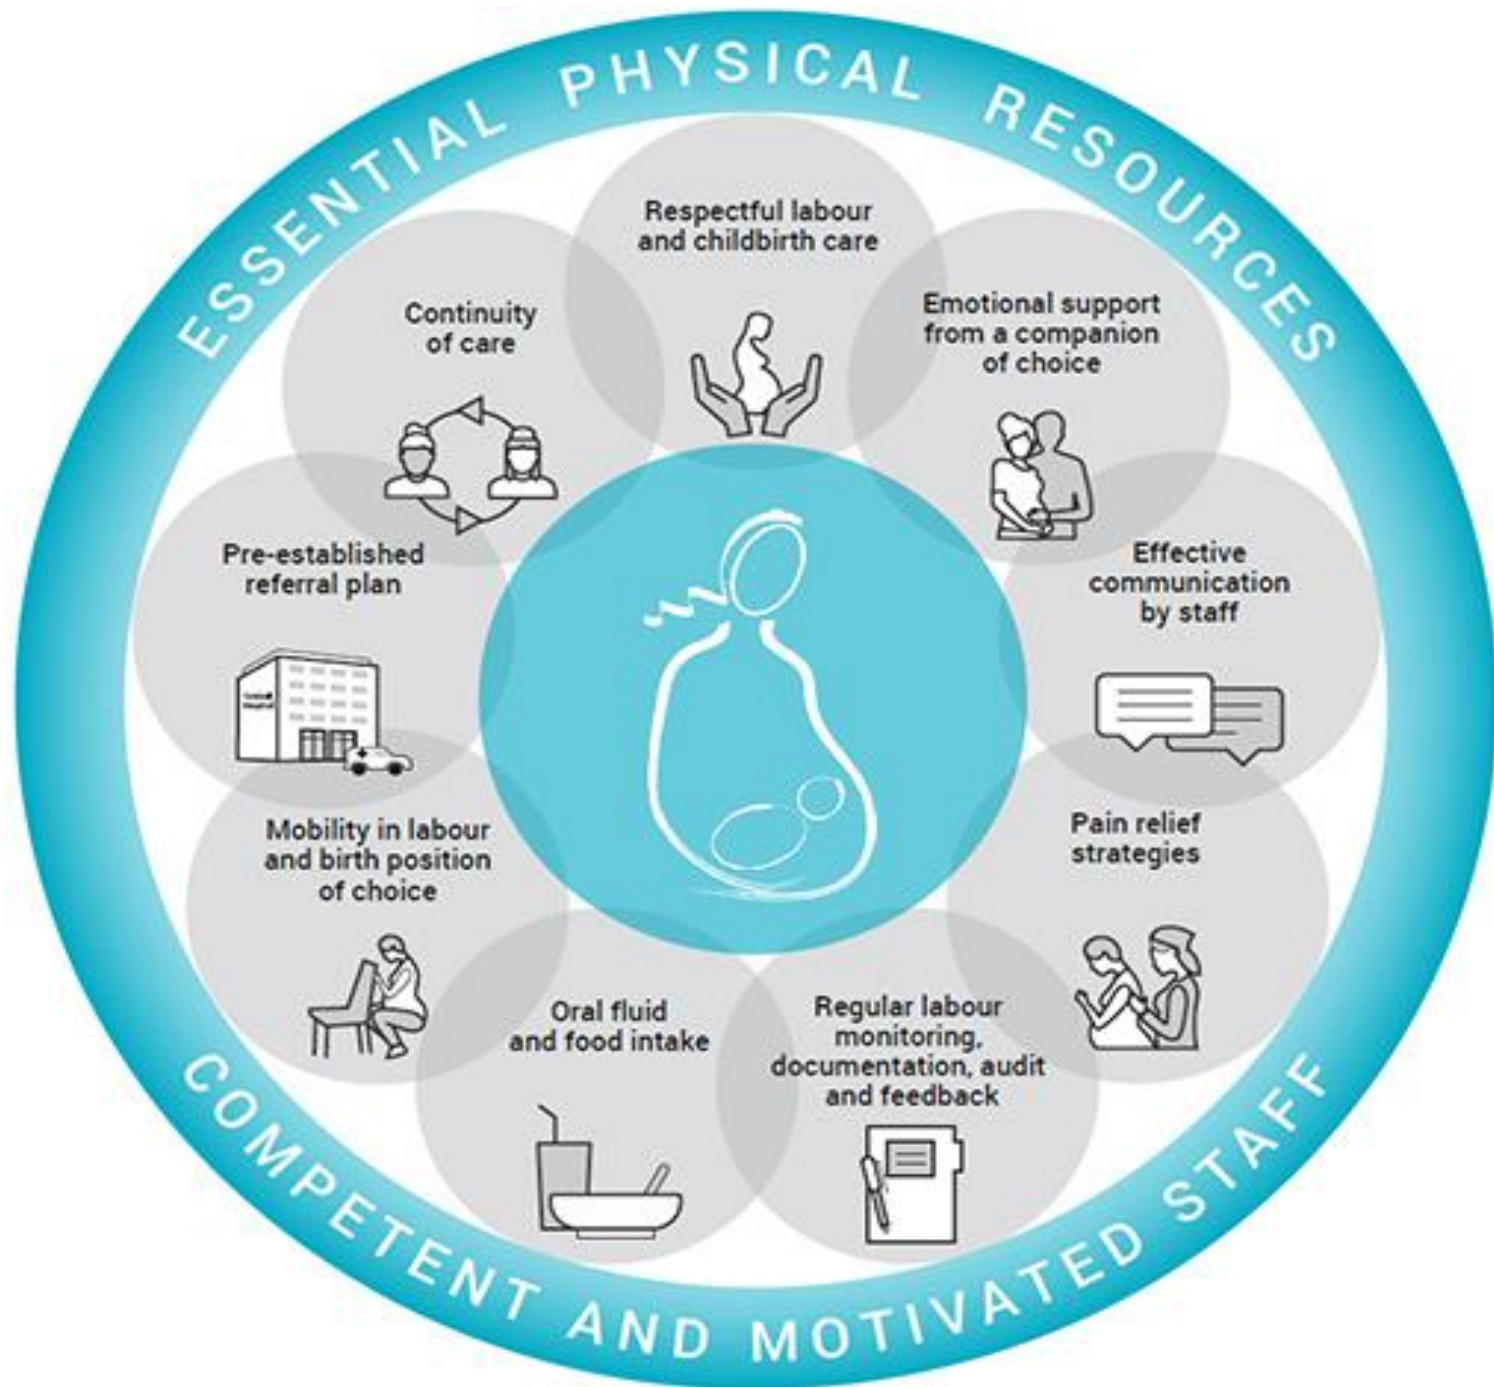 ESSENTIAL PHYSICAL RESOURCES
Respectful labour
and childbirth care
Emotional support
from a companion
of choice
Effective
communication
by staff
Pain relief
strategies
Regular labour
monitoring,
documentation, audit
and feedback
Oral fluid
and food intake
Mobility in labour
and birth position
of choice
Pre-established
referral plan
Continuity
of care
COMPETENT AND MOTIVATED STAFF